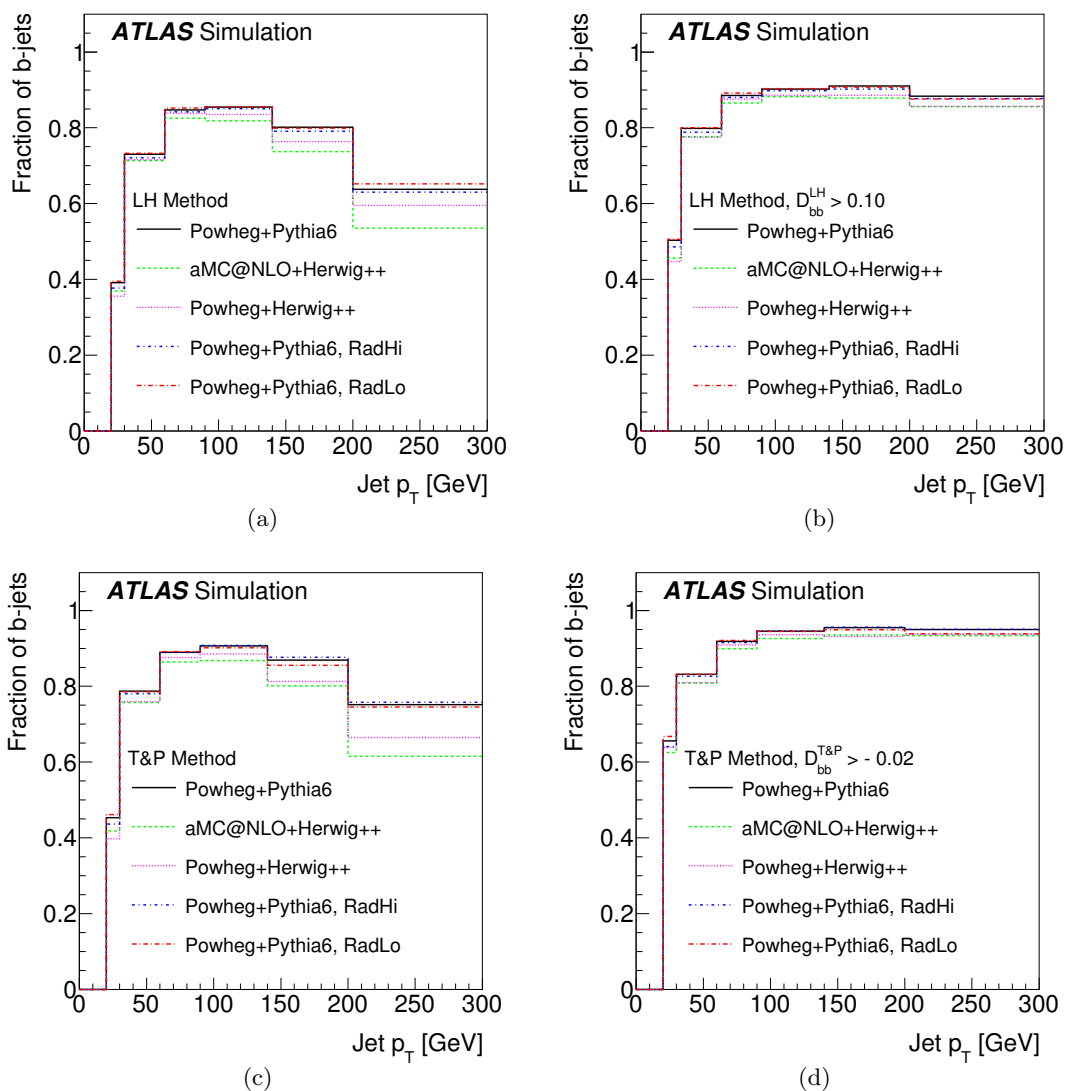 ATLAS Simulation
Fraction of b-jets
1
0.8
0.6
0.4
0.2
0
LH Method
Powheg+Pythia6
aMC@NLO+Herwig++
Powheg+Herwig++
Powheg+Pythia6, RadHi
Powheg+Pythia6, RadLo
0 50 100 150 200 250 300
Jet p_T [GeV]
(a)
ATLAS Simulation
Fraction of b-jets
1
0.8
0.6
0.4
0.2
0
LH Method, D_bb^LH > 0.10
Powheg+Pythia6
aMC@NLO+Herwig++
Powheg+Herwig++
Powheg+Pythia6, RadHi
Powheg+Pythia6, RadLo
0 50 100 150 200 250 300
Jet p_T [GeV]
(b)
ATLAS Simulation
Fraction of b-jets
1
0.8
0.6
0.4
0.2
0
T&P Method
Powheg+Pythia6
aMC@NLO+Herwig++
Powheg+Herwig++
Powheg+Pythia6, RadHi
Powheg+Pythia6, RadLo
0 50 100 150 200 250 300
Jet p_T [GeV]
(c)
ATLAS Simulation
Fraction of b-jets
1
0.8
0.6
0.4
0.2
0
T&P Method, D_bb^T&P > - 0.02
Powheg+Pythia6
aMC@NLO+Herwig++
Powheg+Herwig++
Powheg+Pythia6, RadHi
Powheg+Pythia6, RadLo
0 50 100 150 200 250 300
Jet p_T [GeV]
(d)